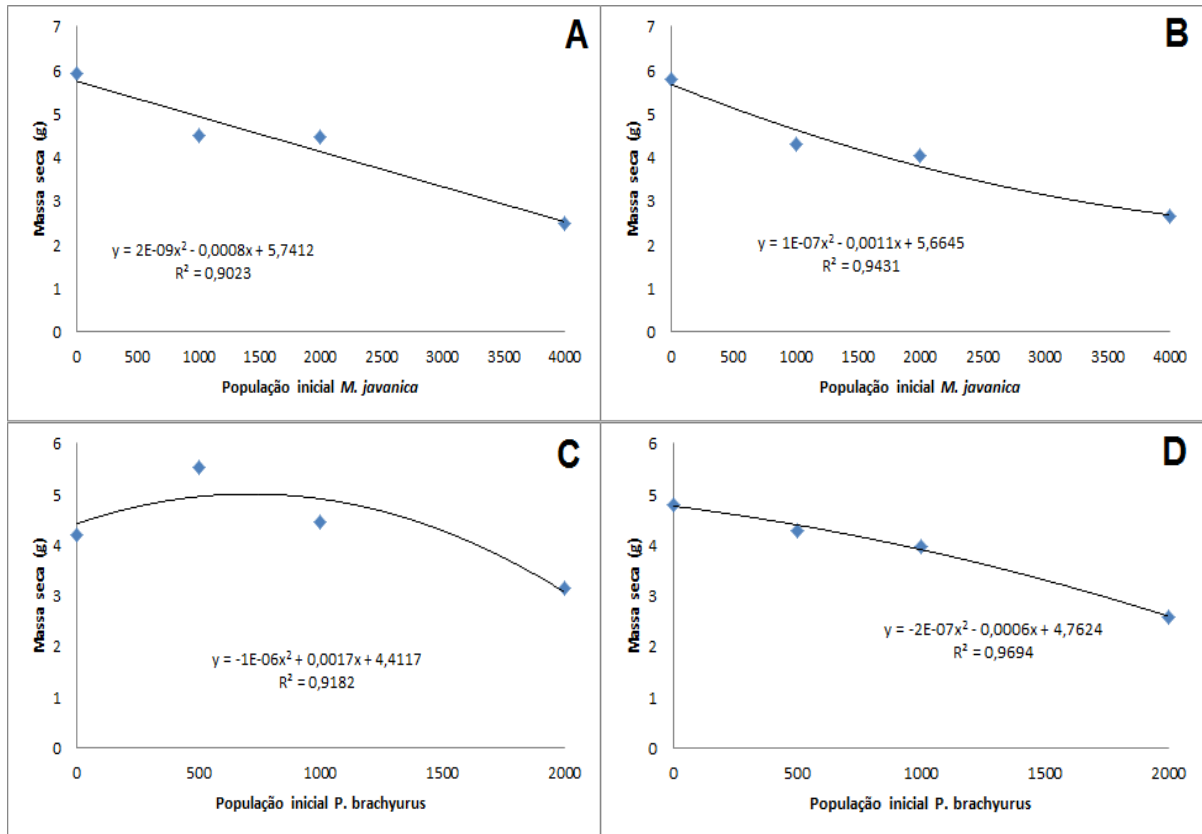 A
Massa seca (g)
7
6
5
4
3
2
1
0
y = 2E-09x² - 0,0008x + 5,7412
R² = 0,9023
0 500 1000 1500 2000 2500 3000 3500 4000
População inicial M. javanica
B
Massa seca (g)
7
6
5
4
3
2
1
0
y = 1E-07x² - 0,0011x + 5,6645
R² = 0,9431
0 500 1000 1500 2000 2500 3000 3500 4000
População inicial M. javanica
C
Massa seca (g)
6
5
4
3
2
1
0
y = -1E-06x² + 0,0017x + 4,4117
R² = 0,9182
0 500 1000 1500 2000
População inicial P. brachyurus
D
Massa seca (g)
6
5
4
3
2
1
0
y = -2E-07x² - 0,0006x + 4,7624
R² = 0,9694
0 500 1000 1500 2000
População inicial P. brachyurus